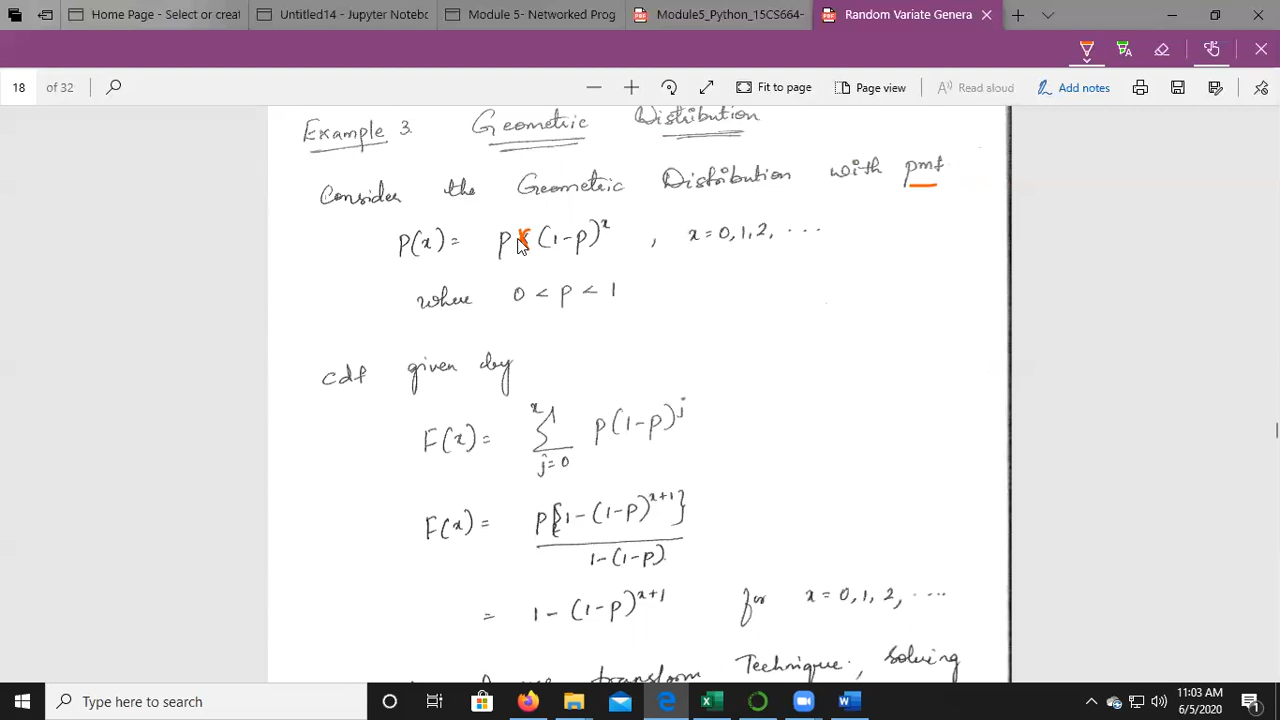 Home Page - Select or creat
Untitled14 - Jupyter Notebo
Module 5 - Networked Prog
Module5_Python_15CS664-
Random Variate Genera
18 of 32
Fit to page
Page view
Read aloud
Add notes
Example 3. Geometric Distribution
Consider the Geometric Distribution with pmf
p(x) = p (1-p)^x , x = 0, 1, 2, ...
where 0 < p < 1
cdf given by
F(x) = ∑_{j=0}^{x} p(1-p)^j
F(x) = p{1-(1-p)^{x+1}} / 1-(1-p)
= 1-(1-p)^{x+1} for x = 0, 1, 2, ...
transform Technique, solving
Type here to search
11:03 AM
6/5/2020